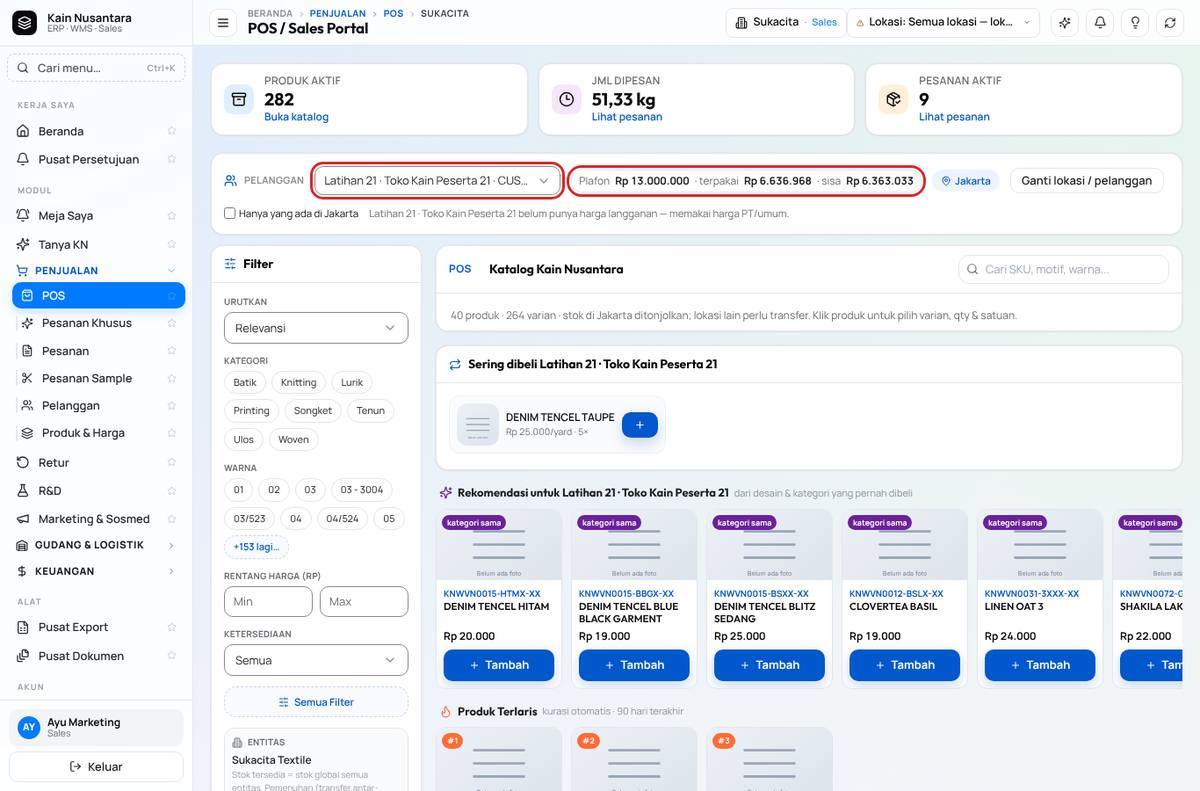 Kain Nusantara
ERP · WMS · Sales
Cari menu...
Ctrl+K
KERJA SAYA
Beranda
Pusat Persetujuan
MODUL
Meja Saya
Tanya KN
PENJUALAN
POS
Pesanan Khusus
Pesanan
Pesanan Sample
Pelanggan
Produk & Harga
Retur
R&D
Marketing & Sosmed
GUDANG & LOGISTIK
KEUANGAN
ALAT
Pusat Export
Pusat Dokumen
AKUN
AY
Ayu Marketing
Sales
Keluar
BERANDA › PENJUALAN › POS › SUKACITA
POS / Sales Portal
Sukacita · Sales
Lokasi: Semua lokasi — lok...
PRODUK AKTIF
282
Buka katalog
JML DIPESAN
51,33 kg
Lihat pesanan
PESANAN AKTIF
9
Lihat pesanan
PELANGGAN
Latihan 21 · Toko Kain Peserta 21 · CUS...
Plafon Rp 13.000.000 · terpakai Rp 6.636.968 · sisa Rp 6.363.033
Jakarta
Ganti lokasi / pelanggan
Hanya yang ada di Jakarta
Latihan 21 · Toko Kain Peserta 21 belum punya harga langganan — memakai harga PT/umum.
Filter
URUTKAN
Relevansi
KATEGORI
Batik Knitting Lurik
Printing Songket Tenun
Ulos Woven
WARNA
01 02 03 03 - 3004
03/523 04 04/524 05
+153 lagi...
RENTANG HARGA (RP)
Min Max
KETERSEDIAAN
Semua
Semua Filter
ENTITAS
Sukacita Textile
Stok tersedia = stok global semua
entitas. Pemenuhan (transfer antar-
POS Katalog Kain Nusantara
Cari SKU, motif, warna...
40 produk · 264 varian · stok di Jakarta ditonjolkan; lokasi lain perlu transfer. Klik produk untuk pilih varian, qty & satuan.
Sering dibeli Latihan 21 · Toko Kain Peserta 21
DENIM TENCEL TAUPE
Rp 25.000/yard · 5×
+
Rekomendasi untuk Latihan 21 · Toko Kain Peserta 21 dari desain & kategori yang pernah dibeli
kategori sama
Belum ada foto
KNWVN0015-HTMX-XX
DENIM TENCEL HITAM
Rp 20.000
+ Tambah
kategori sama
Belum ada foto
KNWVN0015-BBGX-XX
DENIM TENCEL BLUE
BLACK GARMENT
Rp 19.000
+ Tambah
kategori sama
Belum ada foto
KNWVN0015-BSXX-XX
DENIM TENCEL BLITZ
SEDANG
Rp 25.000
+ Tambah
kategori sama
Belum ada foto
KNWVN0012-BSLX-XX
CLOVERTEA BASIL
Rp 19.000
+ Tambah
kategori sama
Belum ada foto
KNWVN0031-3XXX-XX
LINEN OAT 3
Rp 24.000
+ Tambah
kategori sama
Belum a
KNWVN0072-G
SHAKILA LAK
Rp 22.000
+ Tam
Produk Terlaris kurasi otomatis · 90 hari terakhir
#1
#2
#3